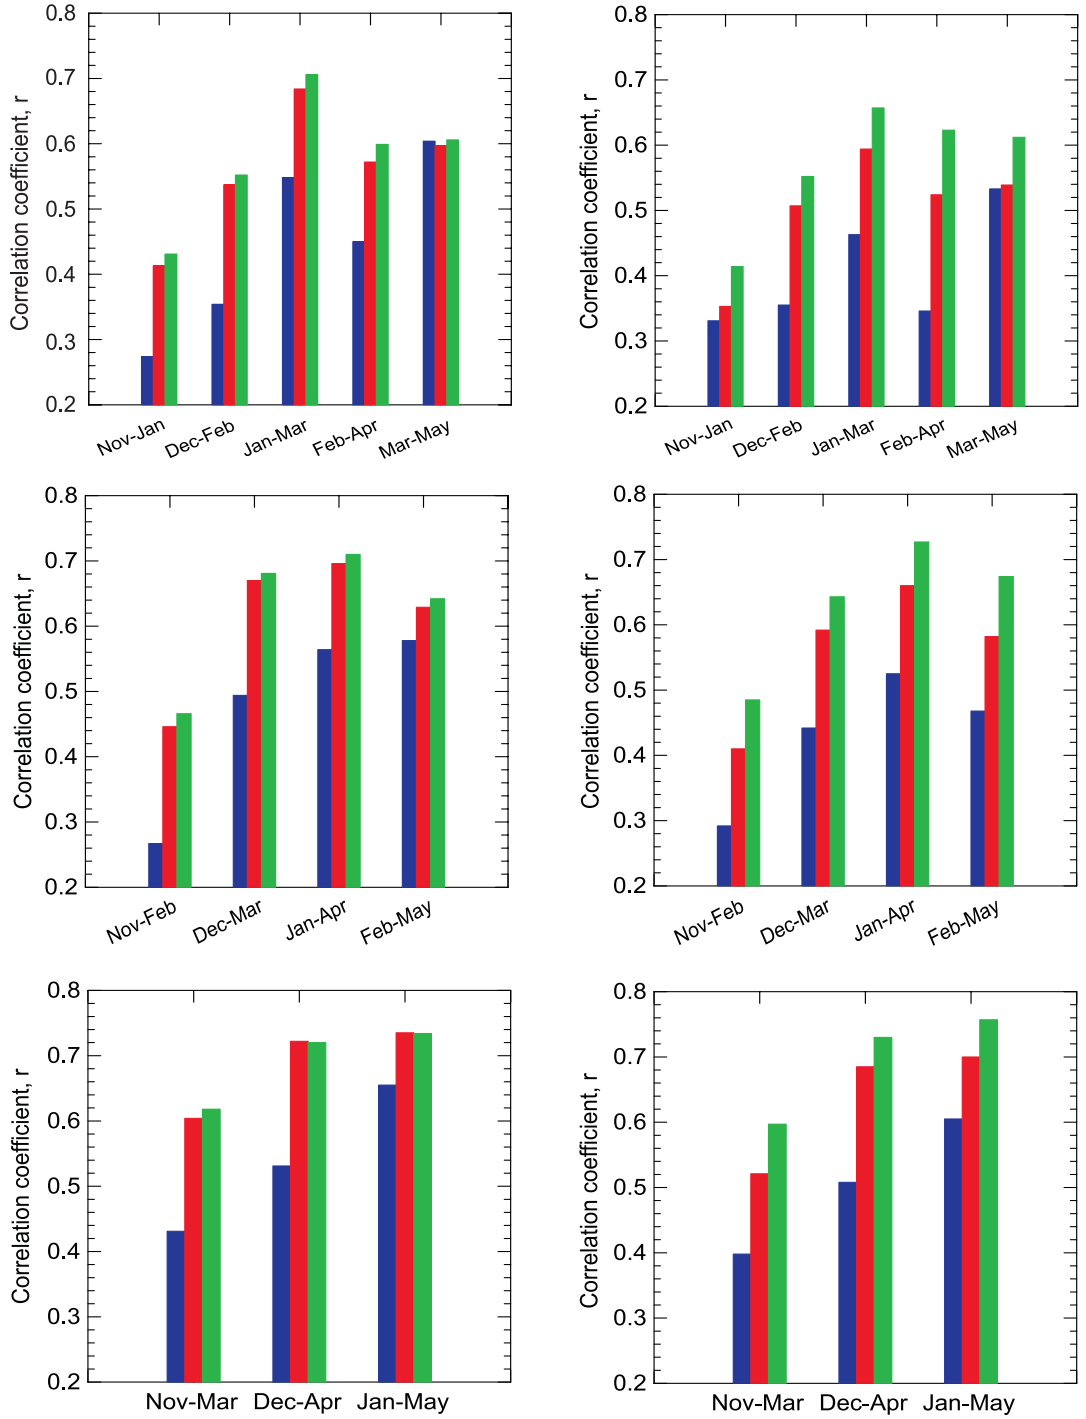 0.8
0.7
0.6
0.5
0.4
0.3
0.2
Correlation coefficient, r
Nov-Jan
Dec-Feb
Jan-Mar
Feb-Apr
Mar-May
0.8
0.7
0.6
0.5
0.4
0.3
0.2
Correlation coefficient, r
Nov-Jan
Dec-Feb
Jan-Mar
Feb-Apr
Mar-May
0.8
0.7
0.6
0.5
0.4
0.3
0.2
Correlation coefficient, r
Nov-Feb
Dec-Mar
Jan-Apr
Feb-May
0.8
0.7
0.6
0.5
0.4
0.3
0.2
Correlation coefficient, r
Nov-Feb
Dec-Mar
Jan-Apr
Feb-May
0.8
0.7
0.6
0.5
0.4
0.3
0.2
Correlation coefficient, r
Nov-Mar Dec-Apr Jan-May
0.8
0.7
0.6
0.5
0.4
0.3
0.2
Correlation coefficient, r
Nov-Mar Dec-Apr Jan-May